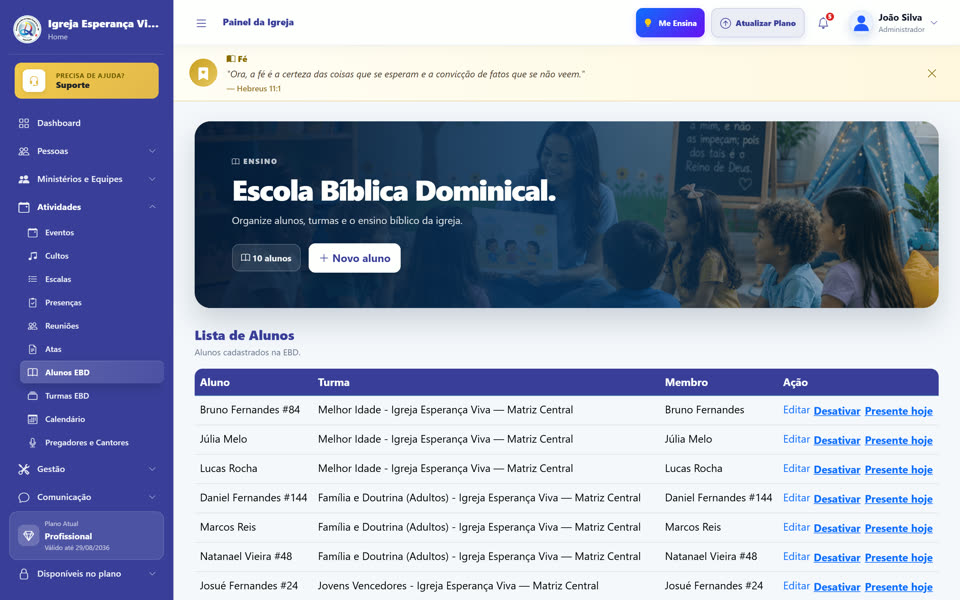 Igreja Esperança Vi...
Home
PRECISA DE AJUDA?
Suporte
Dashboard
Pessoas
Ministérios e Equipes
Atividades
Eventos
Cultos
Escalas
Presenças
Reuniões
Atas
Alunos EBD
Turmas EBD
Calendário
Pregadores e Cantores
Gestão
Comunicação
Plano Atual
Profissional
Válido até 29/08/2036
Disponíveis no plano
Painel da Igreja
Me Ensina
Atualizar Plano
João Silva
Administrador
Fé
"Ora, a fé é a certeza das coisas que se esperam e a convicção de fatos que se não veem."
— Hebreus 11:1
ENSINO
Escola Bíblica Dominical.
Organize alunos, turmas e o ensino bíblico da igreja.
10 alunos
+ Novo aluno
a mim, e não
as impeçam; pois
dos tais é o
Reino de Deus.
Lista de Alunos
Alunos cadastrados na EBD.
Aluno Turma Membro Ação
Bruno Fernandes #84 Melhor Idade - Igreja Esperança Viva — Matriz Central Bruno Fernandes Editar Desativar Presente hoje
Júlia Melo Melhor Idade - Igreja Esperança Viva — Matriz Central Júlia Melo Editar Desativar Presente hoje
Lucas Rocha Melhor Idade - Igreja Esperança Viva — Matriz Central Lucas Rocha Editar Desativar Presente hoje
Daniel Fernandes #144 Família e Doutrina (Adultos) - Igreja Esperança Viva — Matriz Central Daniel Fernandes #144 Editar Desativar Presente hoje
Marcos Reis Família e Doutrina (Adultos) - Igreja Esperança Viva — Matriz Central Marcos Reis Editar Desativar Presente hoje
Natanael Vieira #48 Família e Doutrina (Adultos) - Igreja Esperança Viva — Matriz Central Natanael Vieira #48 Editar Desativar Presente hoje
Josué Fernandes #24 Jovens Vencedores - Igreja Esperança Viva — Matriz Central Josué Fernandes #24 Editar Desativar Presente hoje